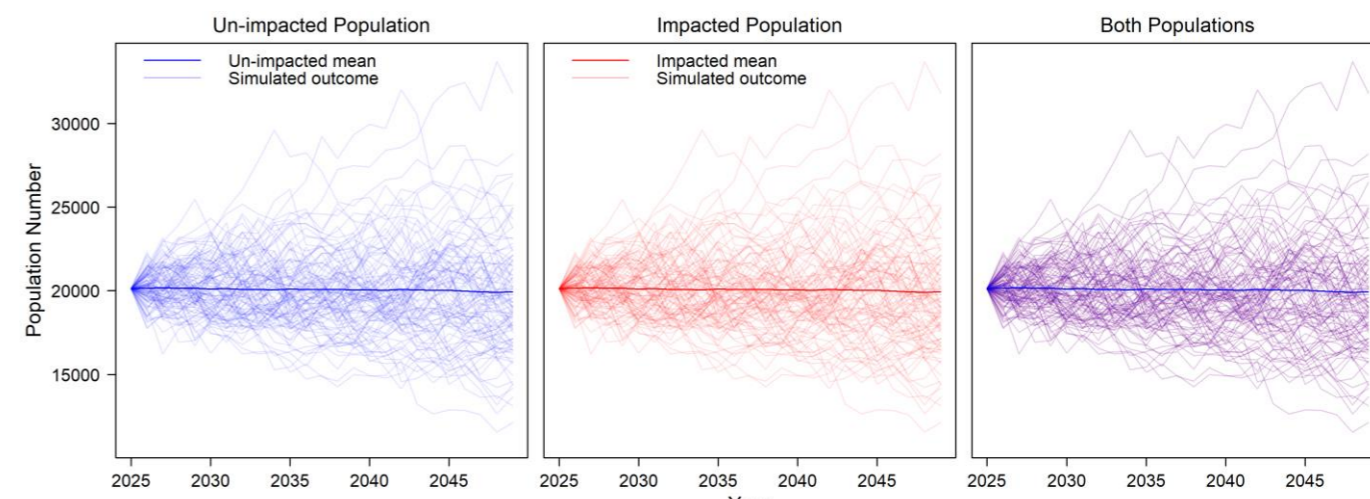 Un-impacted Population
Impacted Population
Both Populations
Un-impacted mean
Simulated outcome
Impacted mean
Simulated outcome
Population Number
30000
25000
20000
15000
2025 2030 2035 2040 2045
2025 2030 2035 2040 2045
2025 2030 2035 2040 2045